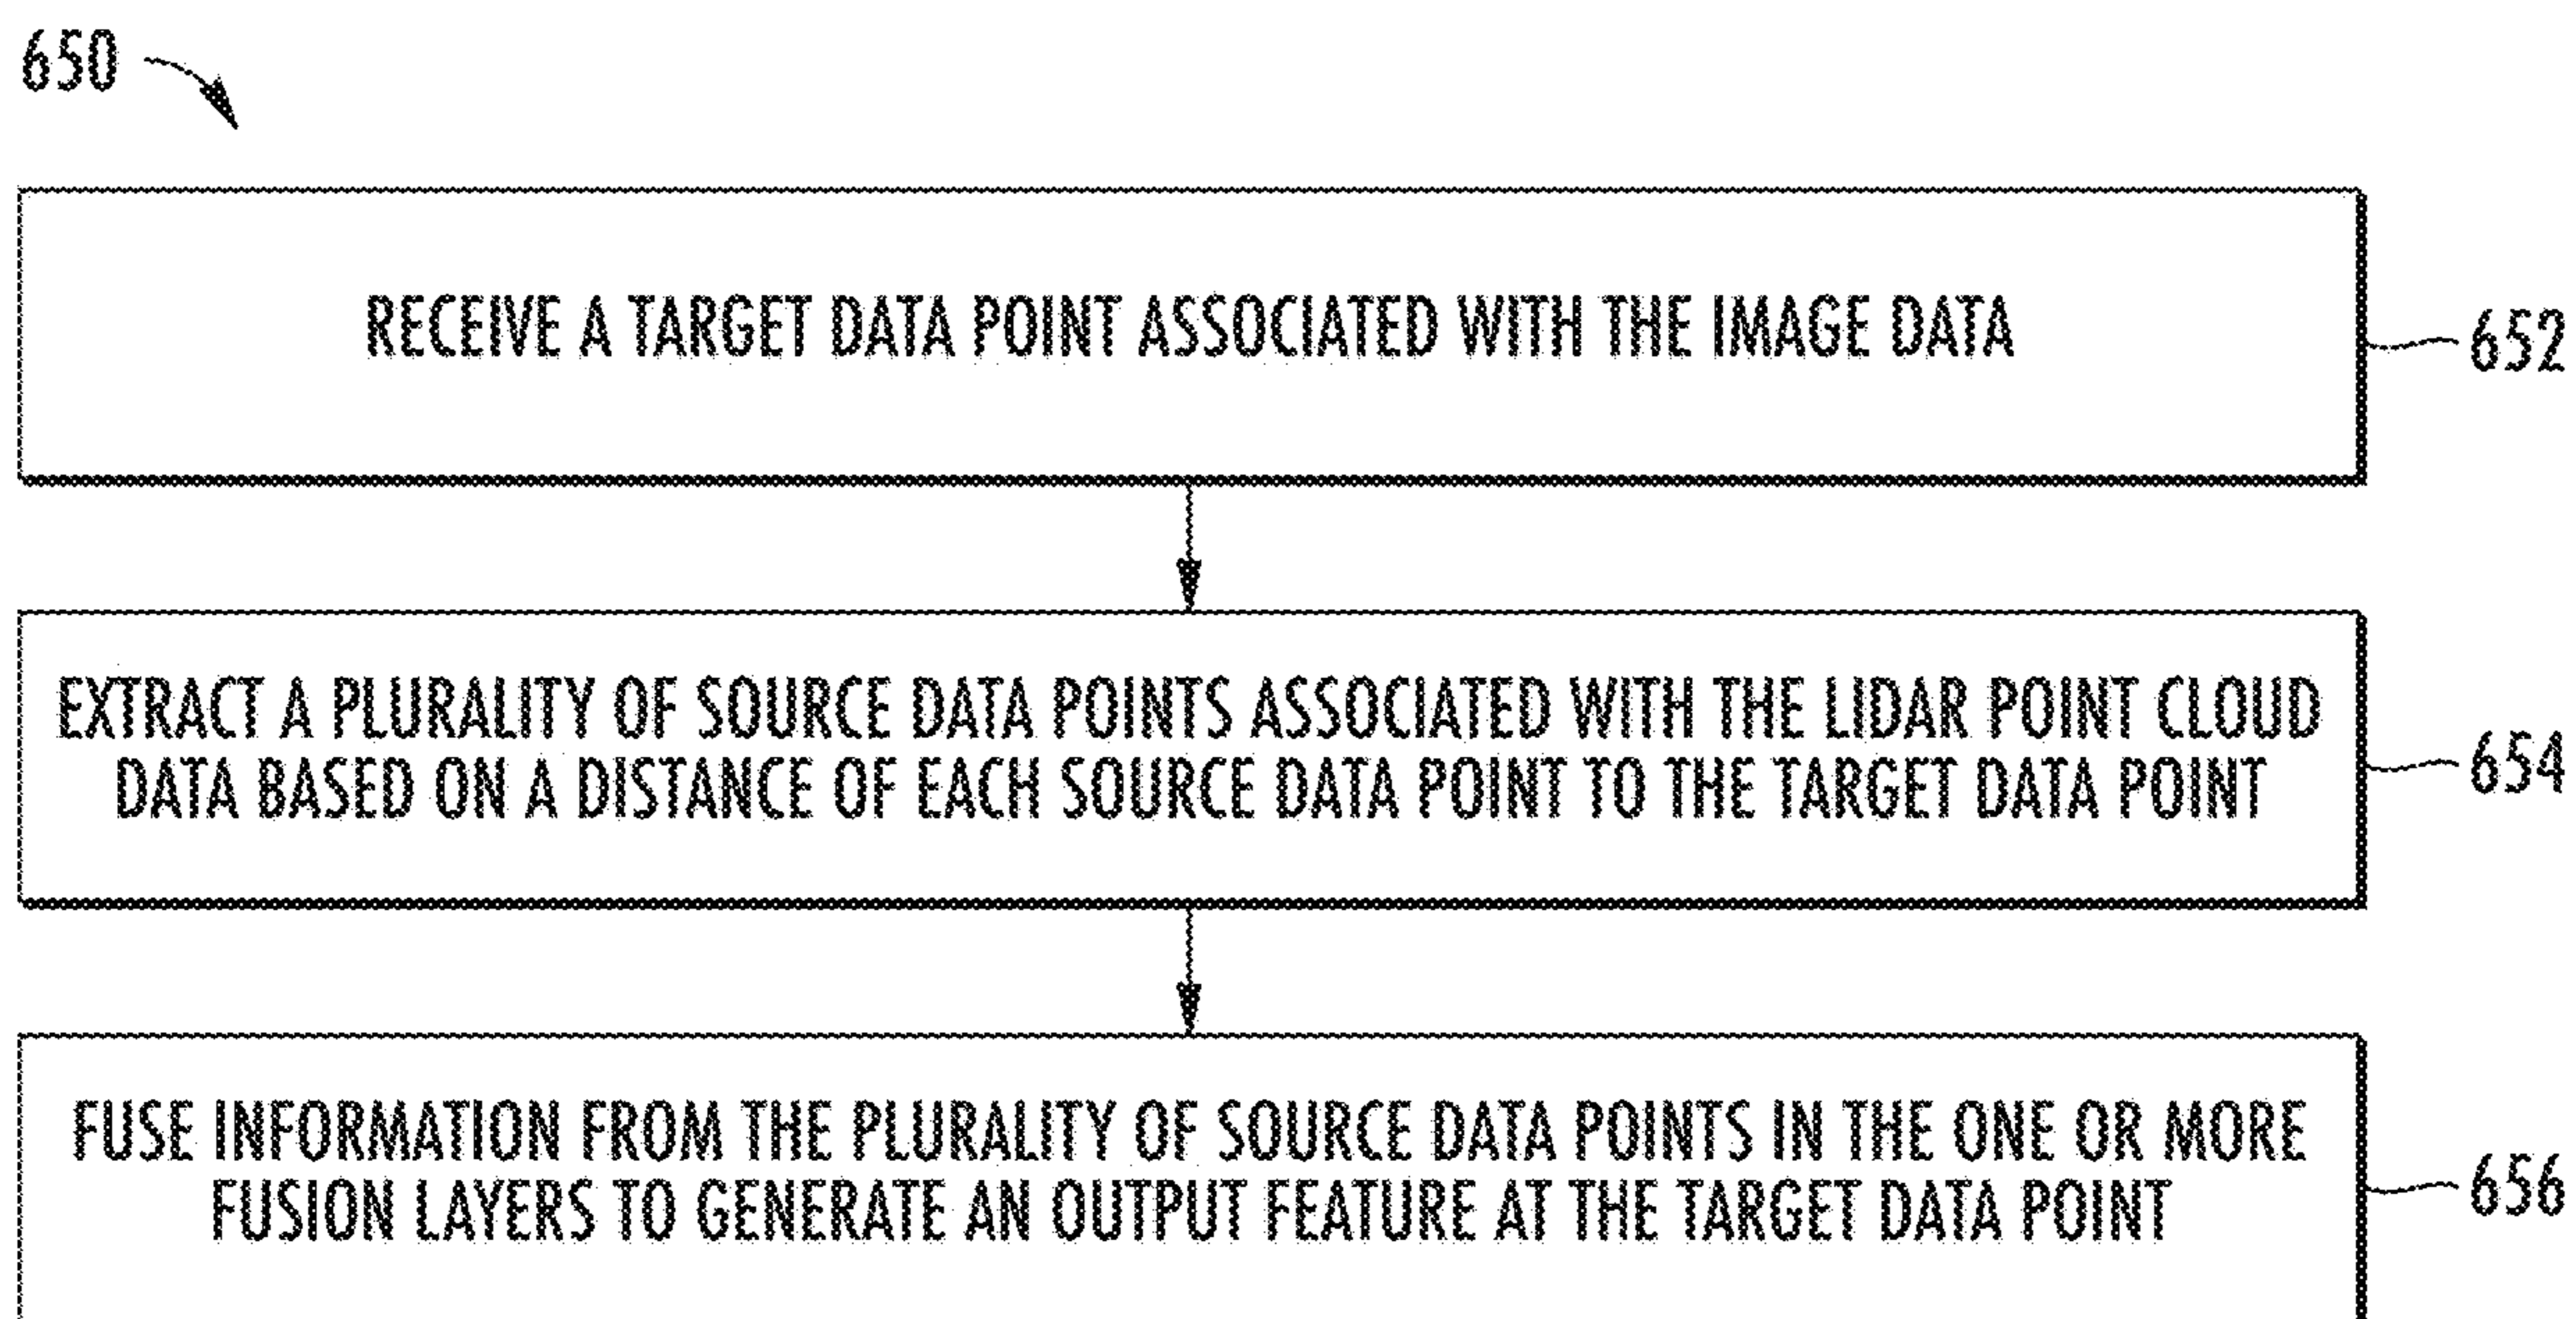 650
RECEIVE A TARGET DATA POINT ASSOCIATED WITH THE IMAGE DATA
652
EXTRACT A PLURALITY OF SOURCE DATA POINTS ASSOCIATED WITH THE LIDAR POINT CLOUD
DATA BASED ON A DISTANCE OF EACH SOURCE DATA POINT TO THE TARGET DATA POINT
654
FUSE INFORMATION FROM THE PLURALITY OF SOURCE DATA POINTS IN THE ONE OR MORE
FUSION LAYERS TO GENERATE AN OUTPUT FEATURE AT THE TARGET DATA POINT
656